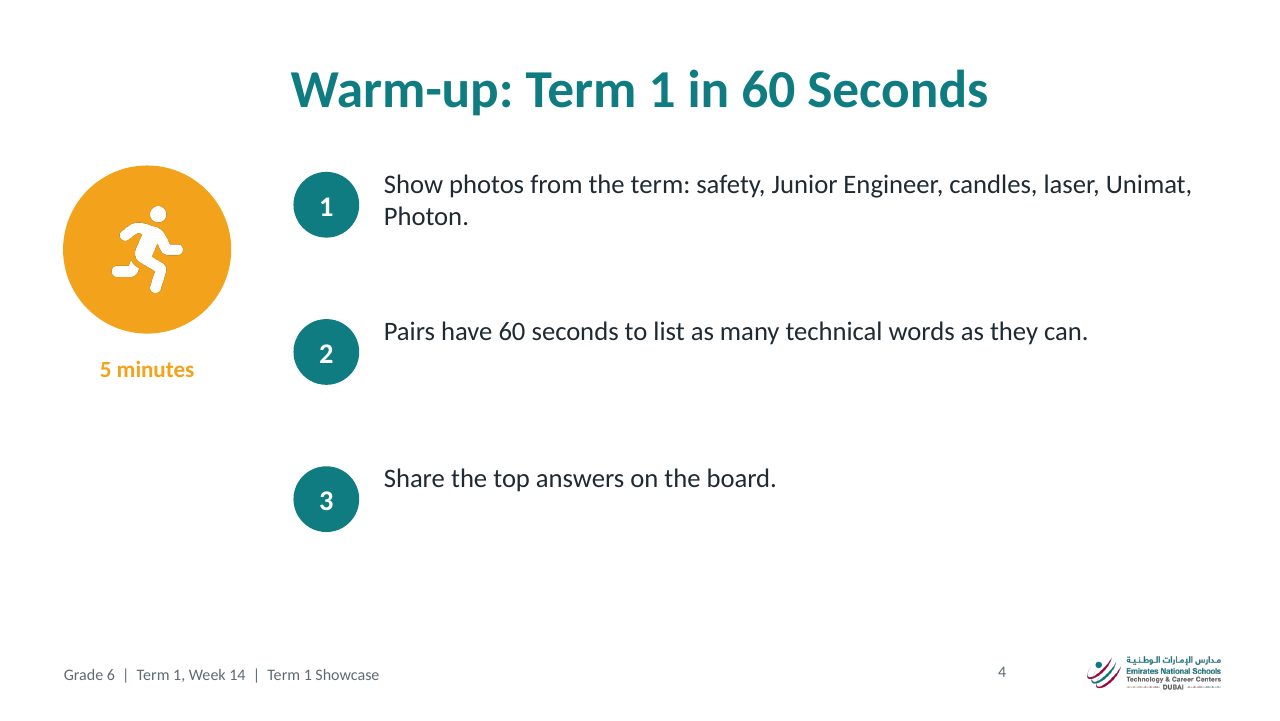 Warm-up: Term 1 in 60 Seconds
1
Show photos from the term: safety, Junior Engineer, candles, laser, Unimat,
Photon.
2
Pairs have 60 seconds to list as many technical words as they can.
5 minutes
3
Share the top answers on the board.
Grade 6 | Term 1, Week 14 | Term 1 Showcase
4
مدارس الإمارات الوطنية
Emirates National Schools
Technology & Career Centers
DUBAI